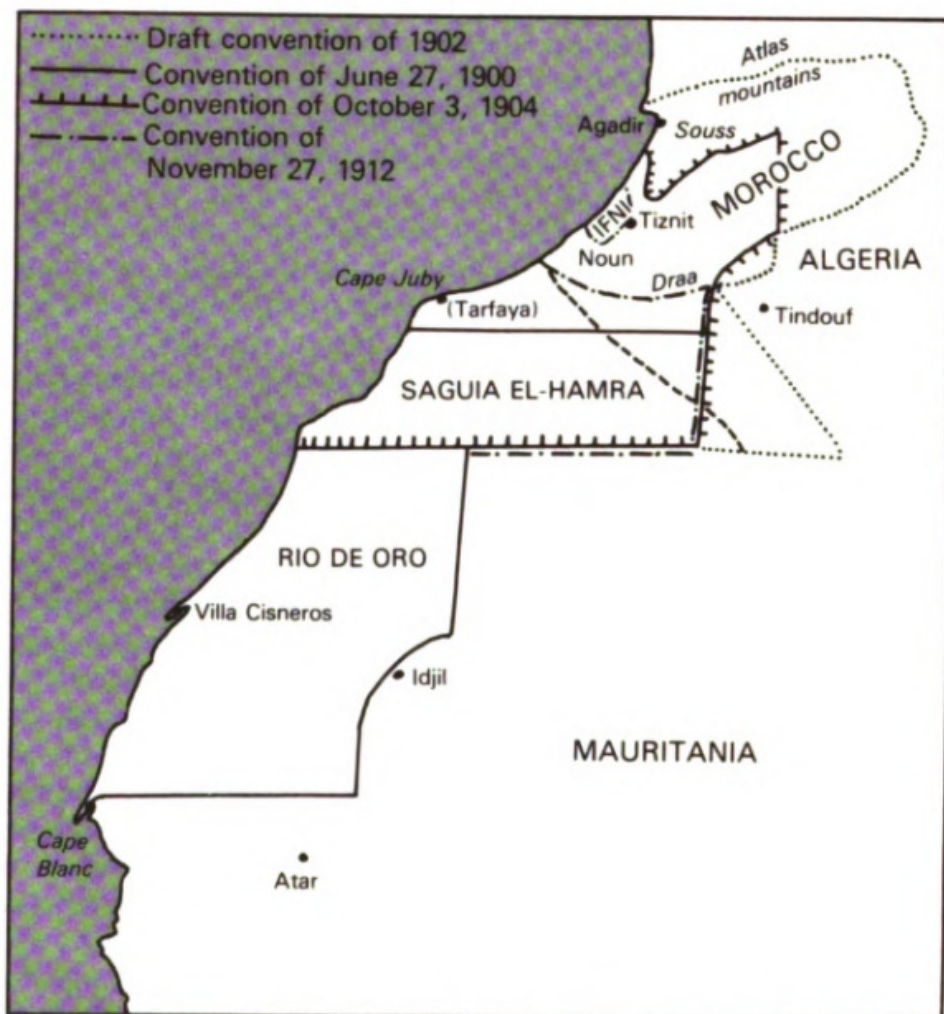 Draft convention of 1902
Convention of June 27, 1900
Convention of October 3, 1904
Convention of
November 27, 1912
Atlas
mountains
Agadir
Souss
MOROCCO
IFNI
Tiznit
Noun
ALGERIA
Draa
Cape Juby
(Tarfaya)
Tindouf
SAGUIA EL-HAMRA
RIO DE ORO
Villa Cisneros
Idjil
MAURITANIA
Cape
Blanc
Atar